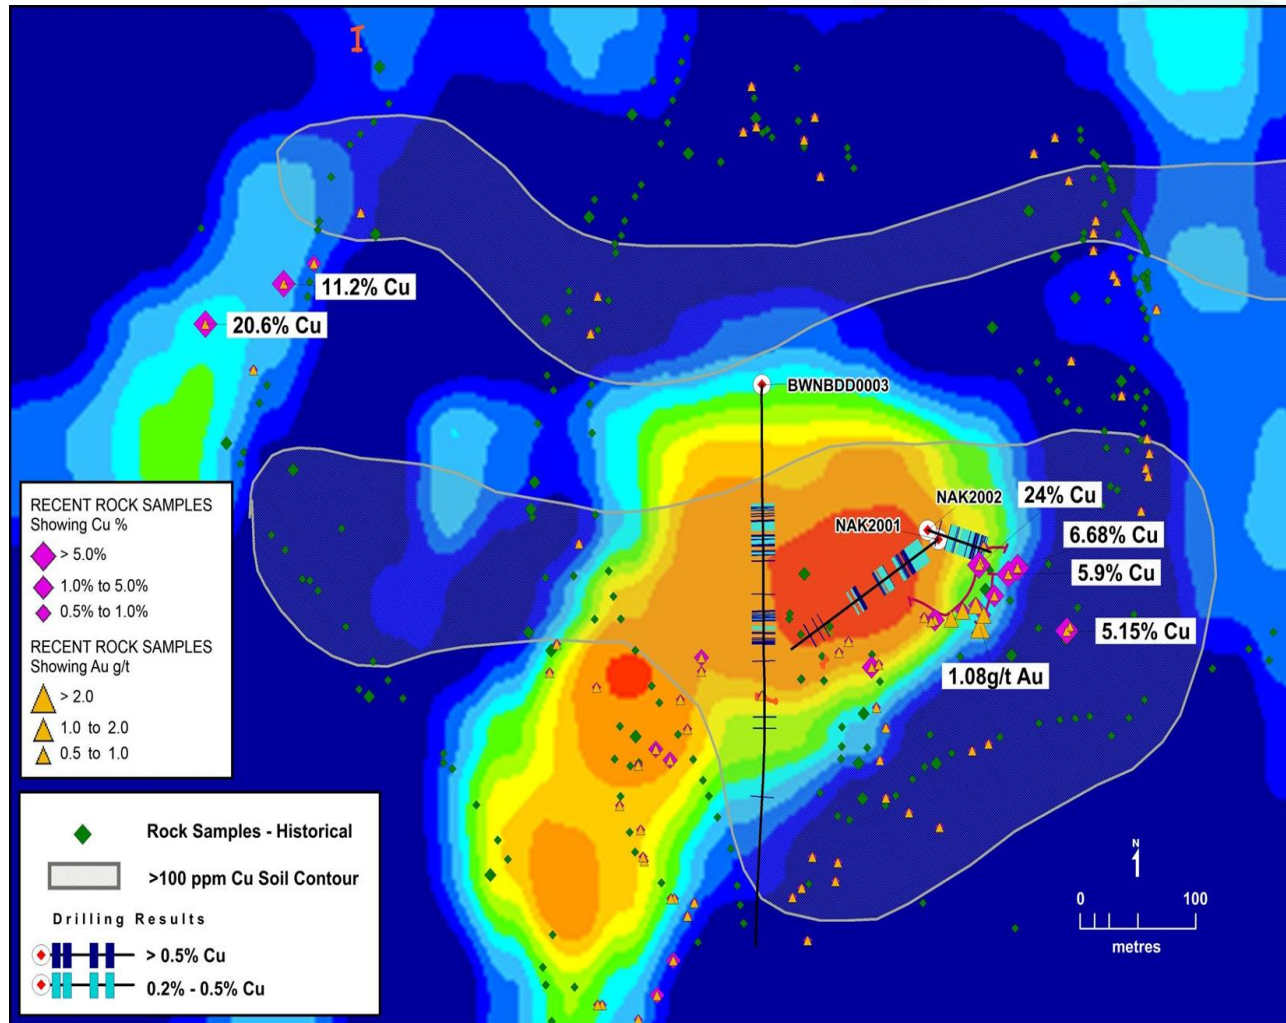 I
11.2% Cu
20.6% Cu
BWNBDD0003
NAK2002
24% Cu
NAK2001
6.68% Cu
5.9% Cu
5.15% Cu
1.08g/t Au
RECENT ROCK SAMPLES
Showing Cu %
> 5.0%
1.0% to 5.0%
0.5% to 1.0%
RECENT ROCK SAMPLES
Showing Au g/t
> 2.0
1.0 to 2.0
0.5 to 1.0
Rock Samples - Historical
>100 ppm Cu Soil Contour
Drilling Results
> 0.5% Cu
0.2% - 0.5% Cu
N
0 100
metres